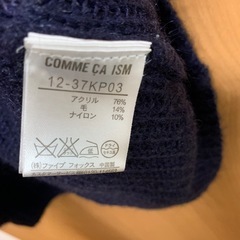 COMME ÇA ISM
12-37KP03
アクリル 76%
毛 14%
ナイロン 10%
(株)ファイブ フォックス 中国製